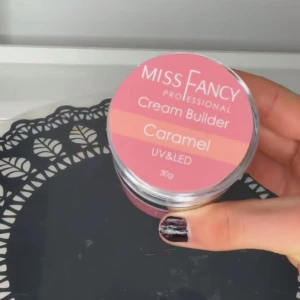 MISS FANCY
PROFESSIONAL
Cream Builder
Caramel
UV&LED
30g